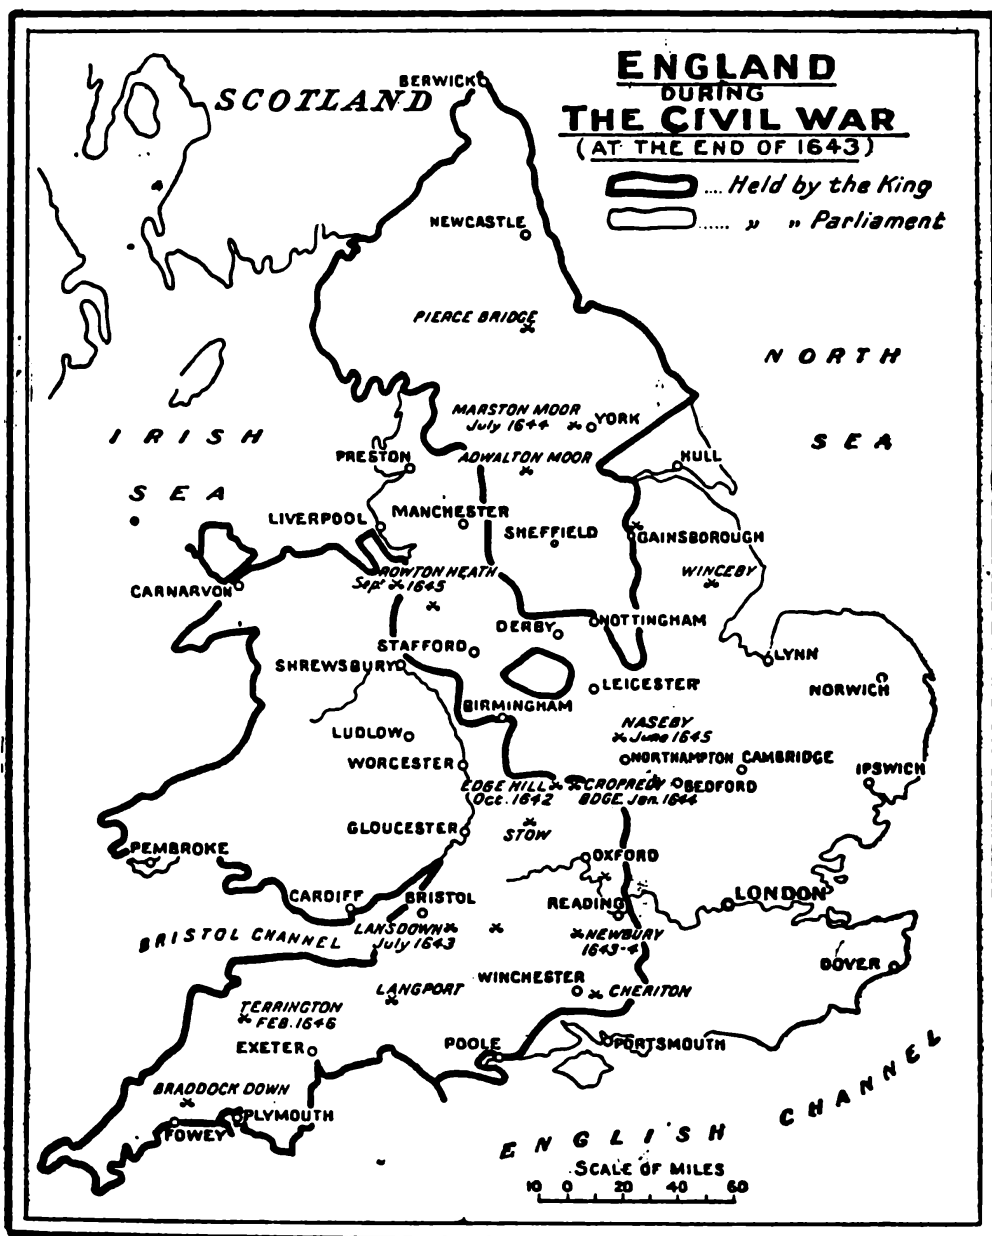 ENGLAND
DURING
THE CIVIL WAR
(AT THE END OF 1643)
.... Held by the King
...... „ „ Parliament
SCOTLAND
BERWICK
NEWCASTLE
PIERCE BRIDGE
NORTH
SEA
MARSTON MOOR
July 1644
YORK
IRISH
SEA
PRESTON
ADWALTON MOOR
HULL
LIVERPOOL
MANCHESTER
SHEFFIELD
GAINSBOROUGH
CARNARVON
ROWTON HEATH
Sept 1645
WINCEBY
DERBY
NOTTINGHAM
STAFFORD
SHREWSBURY
LYNN
LEICESTER
NORWICH
BIRMINGHAM
LUDLOW
NASEBY
June 1645
WORCESTER
NORTHAMPTON
CAMBRIDGE
IPSWICH
EDGE HILL
Oct. 1642
CROPREDY
BDGE. Jan. 1644
BEDFORD
GLOUCESTER
STOW
PEMBROKE
OXFORD
CARDIFF
BRISTOL
READING
LONDON
BRISTOL CHANNEL
LANSDOWN
July 1643
NEWBURY
1643-4
DOVER
WINCHESTER
CHERITON
LANGPORT
TERRINGTON
FEB. 1646
EXETER
POOLE
PORTSMOUTH
BRADDOCK DOWN
PLYMOUTH
FOWEY
ENGLISH CHANNEL
SCALE OF MILES
10 0 20 40 60